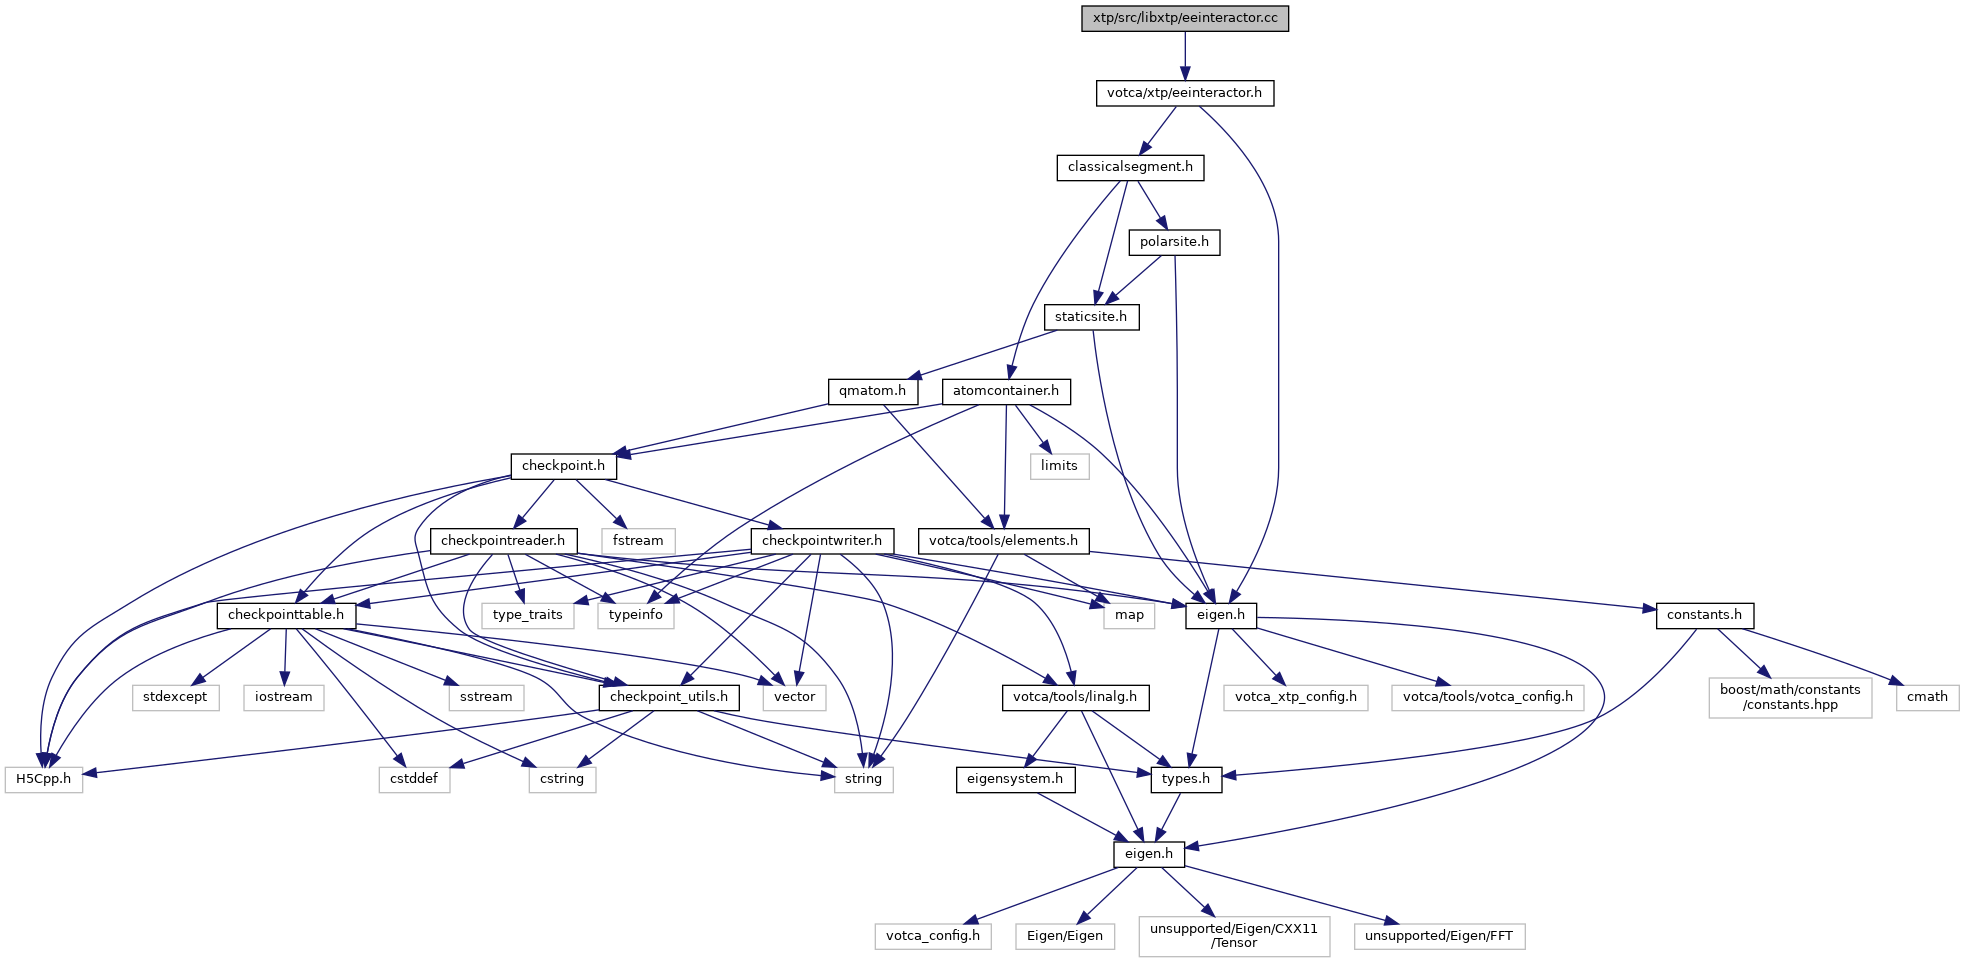 xtp/src/libxtp/eeinteractor.cc
votca/xtp/eeinteractor.h
classicalsegment.h
polarsite.h
staticsite.h
qmatom.h
atomcontainer.h
checkpoint.h
limits
checkpointreader.h
fstream
checkpointwriter.h
votca/tools/elements.h
checkpointtable.h
type_traits
typeinfo
map
eigen.h
constants.h
stdexcept
iostream
sstream
checkpoint_utils.h
vector
votca/tools/linalg.h
votca_xtp_config.h
votca/tools/votca_config.h
boost/math/constants
/constants.hpp
cmath
H5Cpp.h
cstddef
cstring
string
eigensystem.h
types.h
eigen.h
votca_config.h
Eigen/Eigen
unsupported/Eigen/CXX11
/Tensor
unsupported/Eigen/FFT